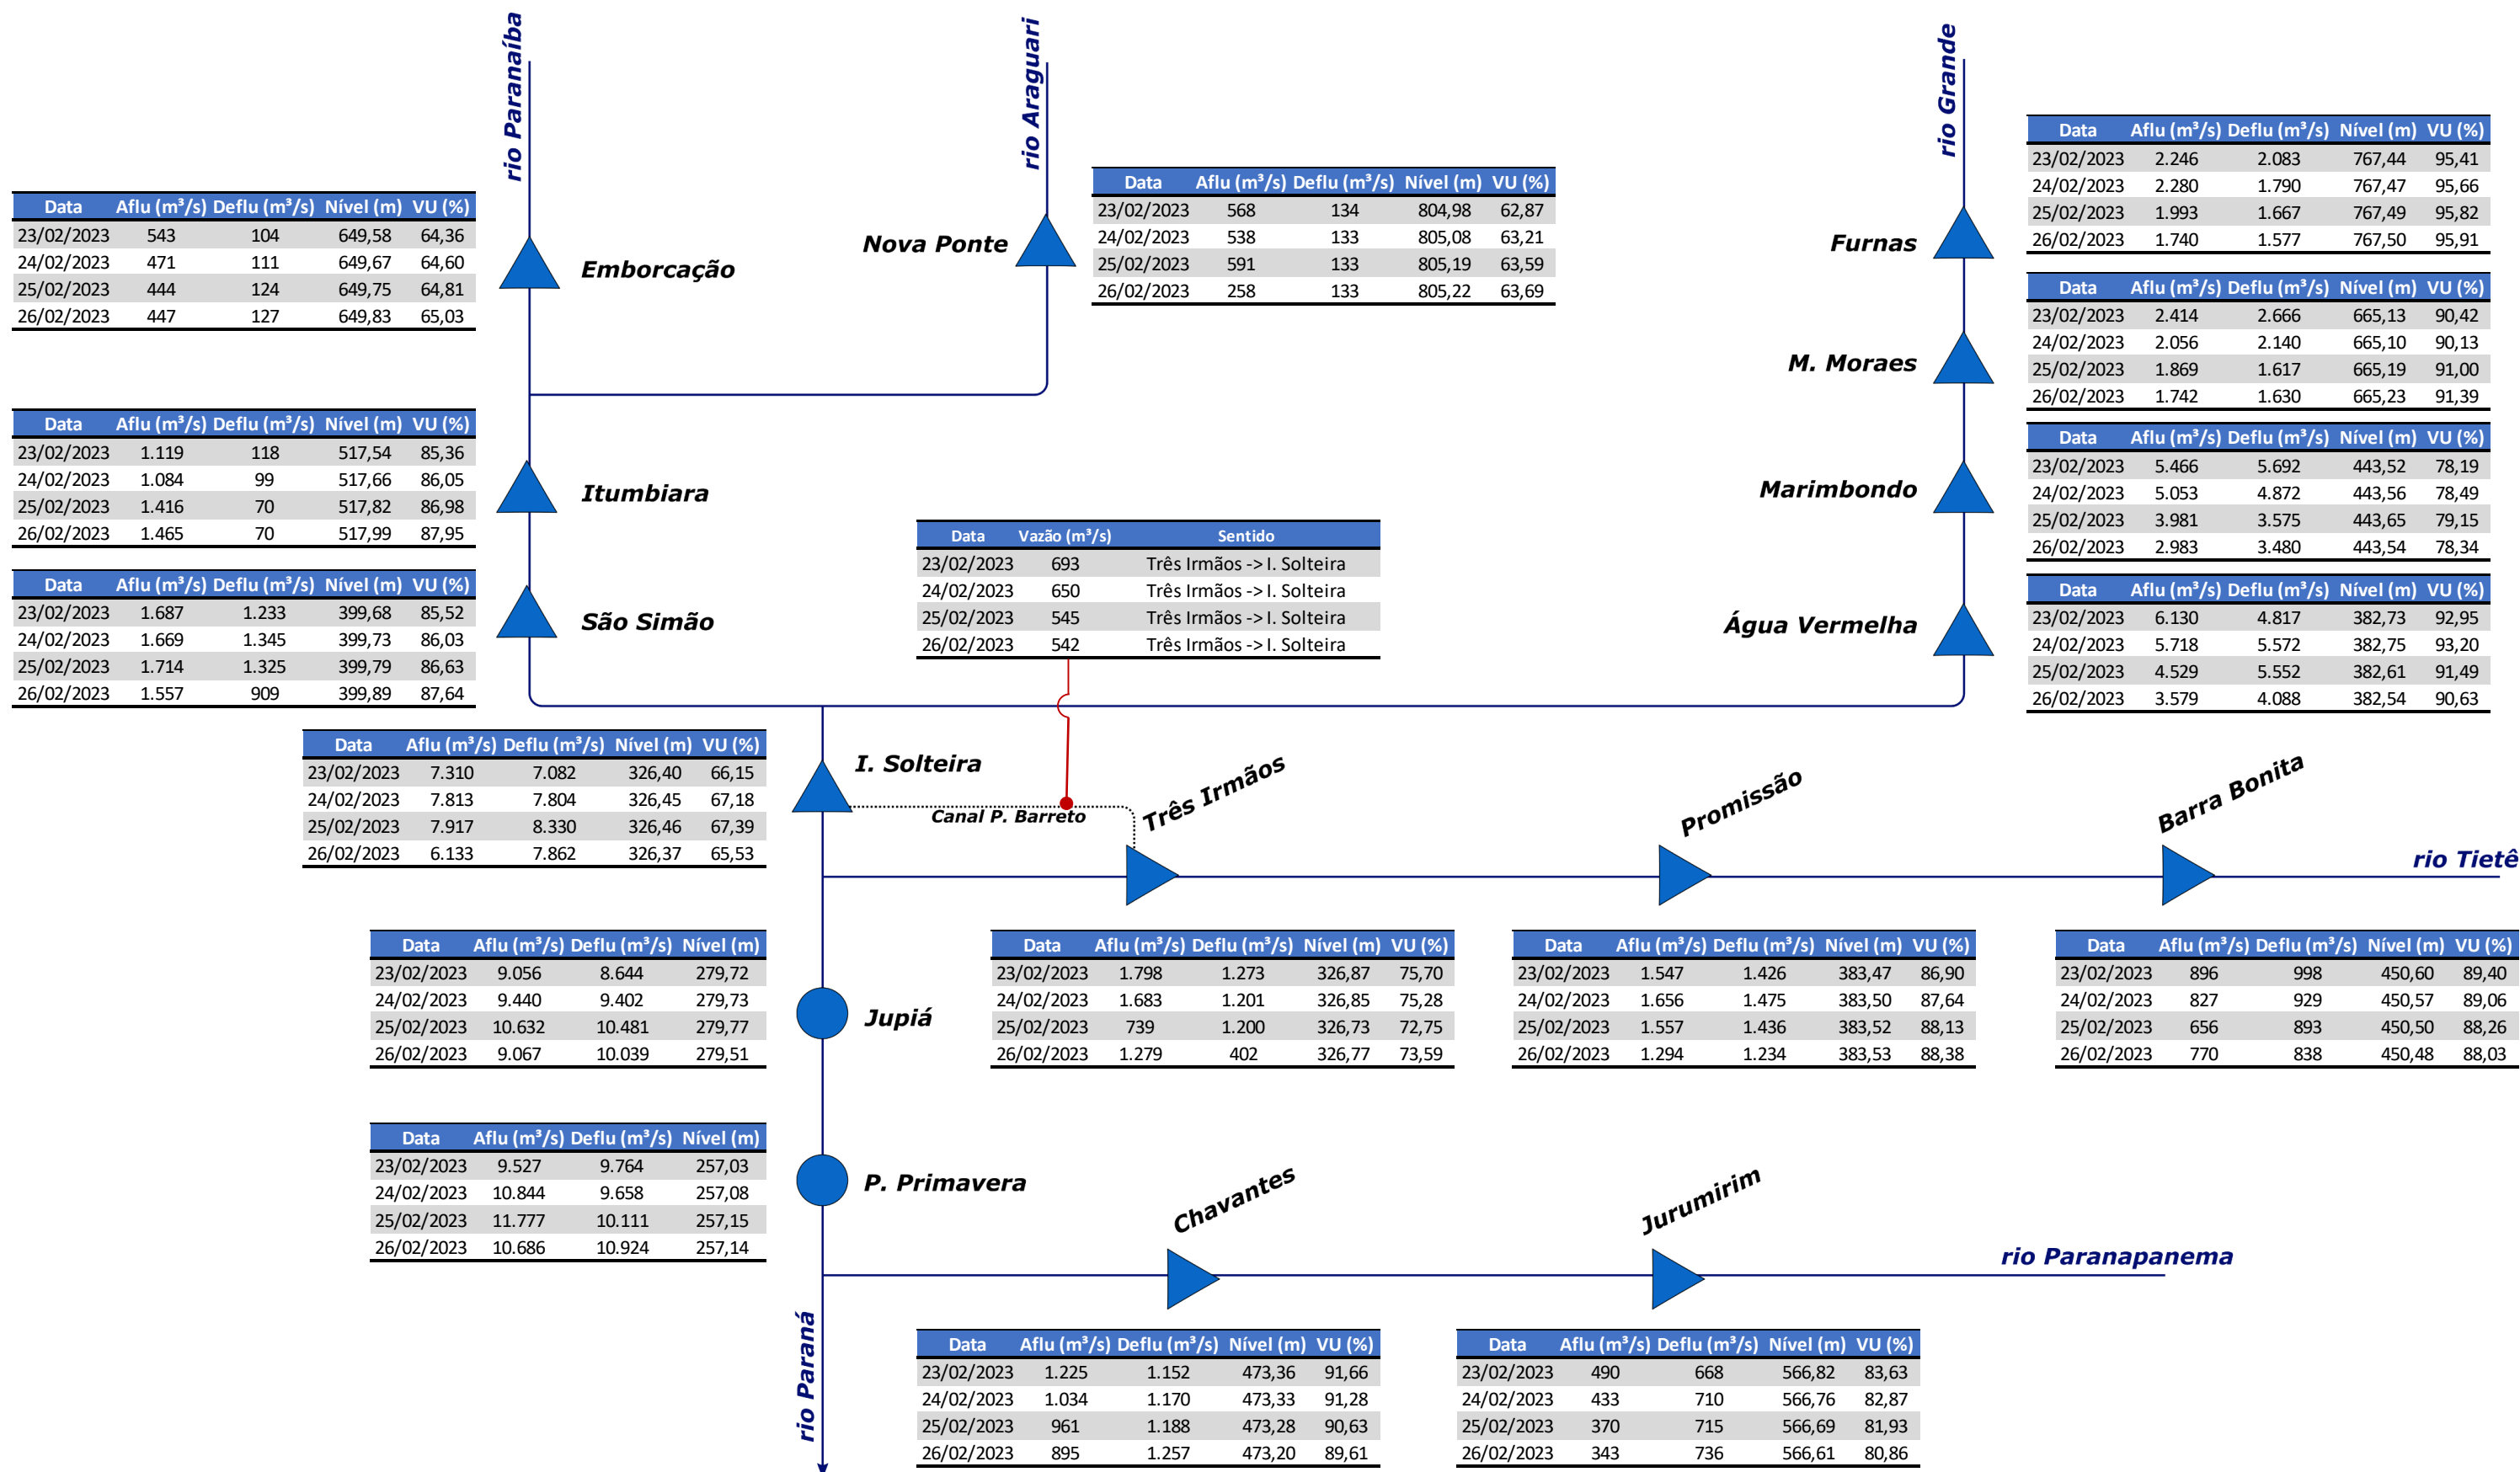 rio Paranaíba
rio Araguari
rio Grande
Data Aflu (m³/s) Deflu (m³/s) Nível (m) VU (%)
23/02/2023 2.246 2.083 767,44 95,41
24/02/2023 2.280 1.790 767,47 95,66
25/02/2023 1.993 1.667 767,49 95,82
26/02/2023 1.740 1.577 767,50 95,91
Furnas
Data Aflu (m³/s) Deflu (m³/s) Nível (m) VU (%)
23/02/2023 568 134 804,98 62,87
24/02/2023 538 133 805,08 63,21
25/02/2023 591 133 805,19 63,59
26/02/2023 258 133 805,22 63,69
Nova Ponte
Data Aflu (m³/s) Deflu (m³/s) Nível (m) VU (%)
23/02/2023 543 104 649,58 64,36
24/02/2023 471 111 649,67 64,60
25/02/2023 444 124 649,75 64,81
26/02/2023 447 127 649,83 65,03
Emborcação
Data Aflu (m³/s) Deflu (m³/s) Nível (m) VU (%)
23/02/2023 2.414 2.666 665,13 90,42
24/02/2023 2.056 2.140 665,10 90,13
25/02/2023 1.869 1.617 665,19 91,00
26/02/2023 1.742 1.630 665,23 91,39
M. Moraes
Data Aflu (m³/s) Deflu (m³/s) Nível (m) VU (%)
23/02/2023 1.119 118 517,54 85,36
24/02/2023 1.084 99 517,66 86,05
25/02/2023 1.416 70 517,82 86,98
26/02/2023 1.465 70 517,99 87,95
Itumbiara
Data Aflu (m³/s) Deflu (m³/s) Nível (m) VU (%)
23/02/2023 5.466 5.692 443,52 78,19
24/02/2023 5.053 4.872 443,56 78,49
25/02/2023 3.981 3.575 443,65 79,15
26/02/2023 2.983 3.480 443,54 78,34
Marimbondo
Data Vazão (m³/s) Sentido
23/02/2023 693 Três Irmãos -> I. Solteira
24/02/2023 650 Três Irmãos -> I. Solteira
25/02/2023 545 Três Irmãos -> I. Solteira
26/02/2023 542 Três Irmãos -> I. Solteira
Data Aflu (m³/s) Deflu (m³/s) Nível (m) VU (%)
23/02/2023 1.687 1.233 399,68 85,52
24/02/2023 1.669 1.345 399,73 86,03
25/02/2023 1.714 1.325 399,79 86,63
26/02/2023 1.557 909 399,89 87,64
São Simão
Data Aflu (m³/s) Deflu (m³/s) Nível (m) VU (%)
23/02/2023 6.130 4.817 382,73 92,95
24/02/2023 5.718 5.572 382,75 93,20
25/02/2023 4.529 5.552 382,61 91,49
26/02/2023 3.579 4.088 382,54 90,63
Água Vermelha
Data Aflu (m³/s) Deflu (m³/s) Nível (m) VU (%)
23/02/2023 7.310 7.082 326,40 66,15
24/02/2023 7.813 7.804 326,45 67,18
25/02/2023 7.917 8.330 326,46 67,39
26/02/2023 6.133 7.862 326,37 65,53
I. Solteira
Canal P. Barreto
Três Irmãos
Promissão
Barra Bonita
rio Tietê
Data Aflu (m³/s) Deflu (m³/s) Nível (m)
23/02/2023 9.056 8.644 279,72
24/02/2023 9.440 9.402 279,73
25/02/2023 10.632 10.481 279,77
26/02/2023 9.067 10.039 279,51
Jupiá
Data Aflu (m³/s) Deflu (m³/s) Nível (m) VU (%)
23/02/2023 1.798 1.273 326,87 75,70
24/02/2023 1.683 1.201 326,85 75,28
25/02/2023 739 1.200 326,73 72,75
26/02/2023 1.279 402 326,77 73,59
Data Aflu (m³/s) Deflu (m³/s) Nível (m) VU (%)
23/02/2023 1.547 1.426 383,47 86,90
24/02/2023 1.656 1.475 383,50 87,64
25/02/2023 1.557 1.436 383,52 88,13
26/02/2023 1.294 1.234 383,53 88,38
Data Aflu (m³/s) Deflu (m³/s) Nível (m) VU (%)
23/02/2023 896 998 450,60 89,40
24/02/2023 827 929 450,57 89,06
25/02/2023 656 893 450,50 88,26
26/02/2023 770 838 450,48 88,03
Data Aflu (m³/s) Deflu (m³/s) Nível (m)
23/02/2023 9.527 9.764 257,03
24/02/2023 10.844 9.658 257,08
25/02/2023 11.777 10.111 257,15
26/02/2023 10.686 10.924 257,14
P. Primavera
Chavantes
Jurumirim
rio Paranapanema
rio Paraná
Data Aflu (m³/s) Deflu (m³/s) Nível (m) VU (%)
23/02/2023 1.225 1.152 473,36 91,66
24/02/2023 1.034 1.170 473,33 91,28
25/02/2023 961 1.188 473,28 90,63
26/02/2023 895 1.257 473,20 89,61
Data Aflu (m³/s) Deflu (m³/s) Nível (m) VU (%)
23/02/2023 490 668 566,82 83,63
24/02/2023 433 710 566,76 82,87
25/02/2023 370 715 566,69 81,93
26/02/2023 343 736 566,61 80,86